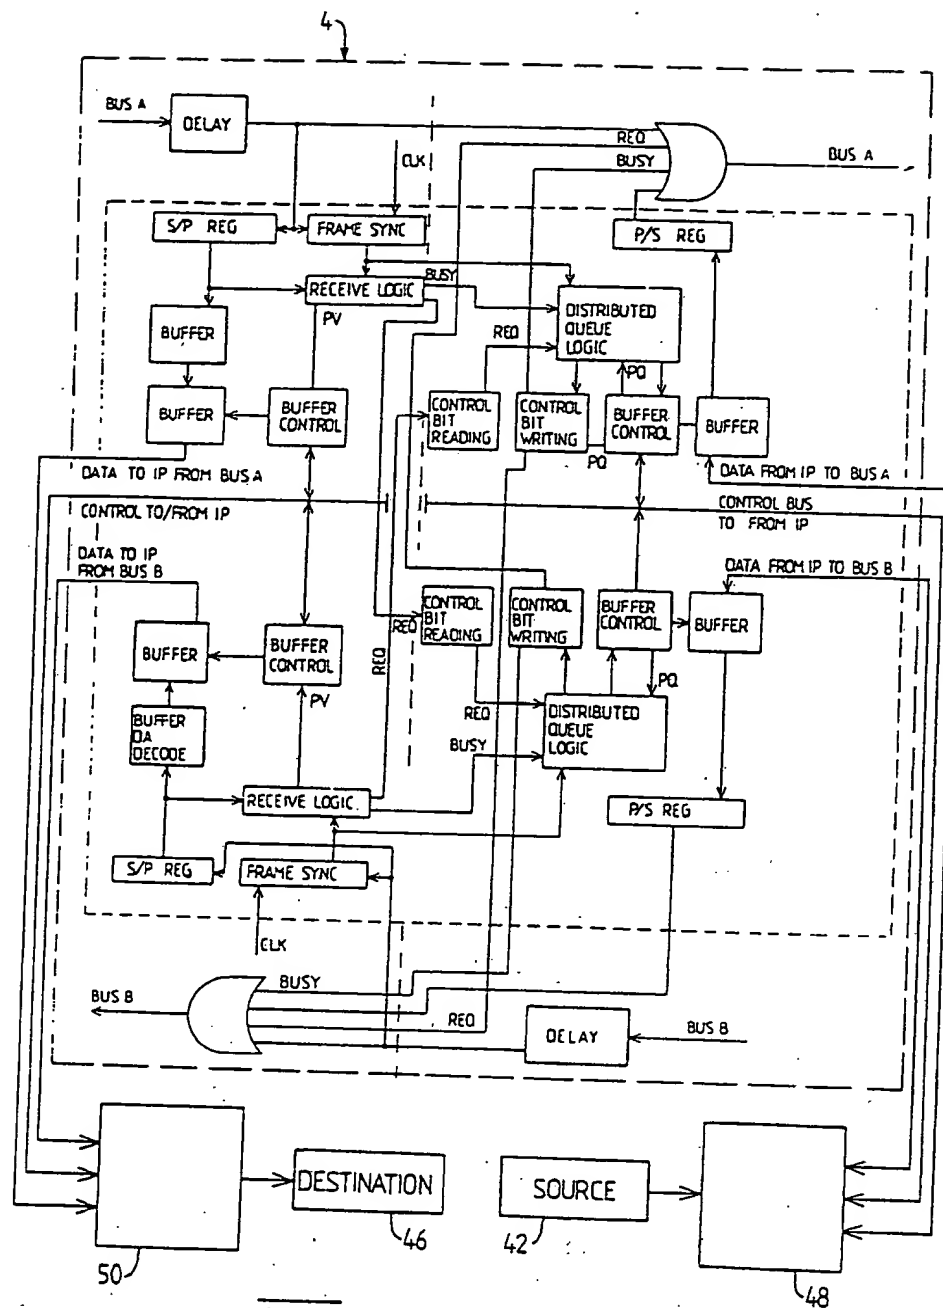 4
BUS A
DELAY
REQ
BUSY
BUS A
CLK
S/P REG
FRAME SYNC
P/S REG
RECEIVE LOGIC
BUSY
PV
DISTRIBUTED
QUEUE
LOGIC
REQ
BUFFER
PQ
BUFFER
BUFFER
CONTROL
CONTROL
BIT
READING
CONTROL
BIT
WRITING
BUFFER
CONTROL
BUFFER
PQ
DATA TO IP FROM BUS A
DATA FROM IP TO BUS A
CONTROL TO/FROM IP
CONTROL BUS
TO FROM IP
DATA TO IP
FROM BUS B
DATA FROM IP TO BUS B
CONTROL
BIT
READING
CONTROL
BIT
WRITING
BUFFER
CONTROL
BUFFER
REQ
REQ
BUFFER
BUFFER
CONTROL
PV
PQ
BUFFER
DA
DECODE
REQ
BUSY
DISTRIBUTED
QUEUE
LOGIC
RECEIVE LOGIC
P/S REG
S/P REG
FRAME SYNC
CLK
BUSY
BUS B
REQ
DELAY
BUS B
DESTINATION
SOURCE
50
46
42
48